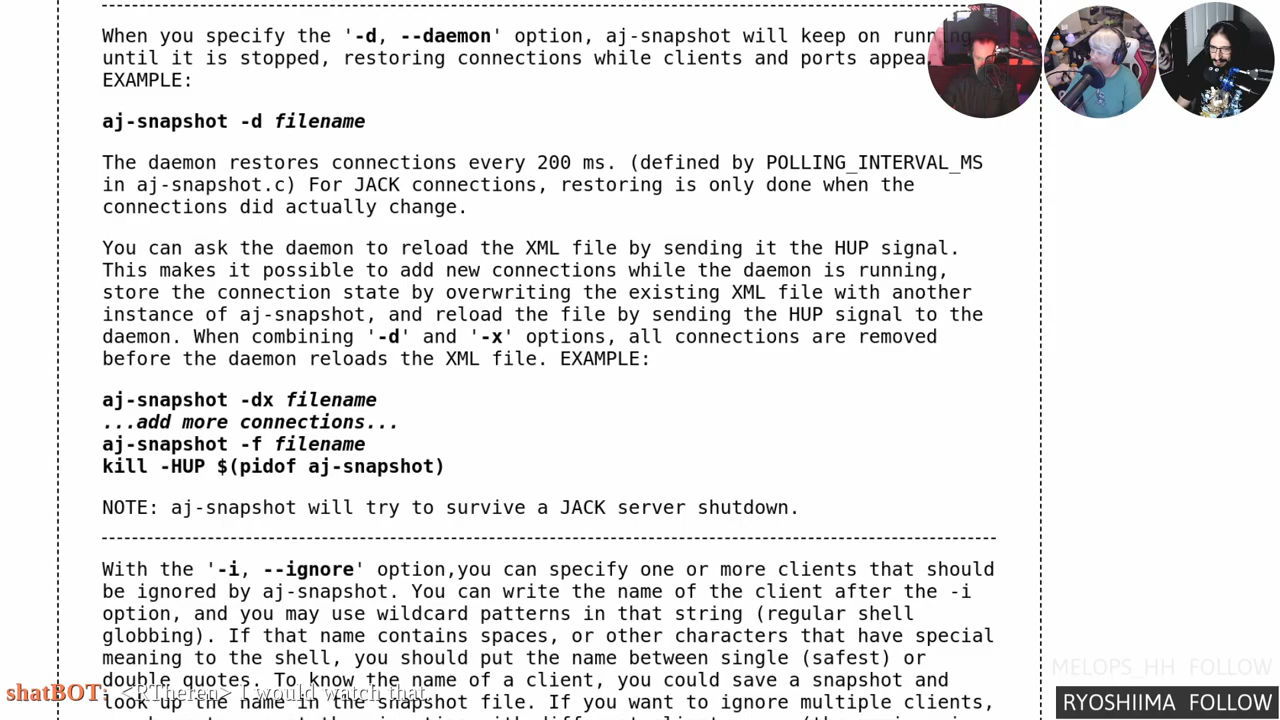 When you specify the '-d, --daemon' option, aj-snapshot will keep on running
until it is stopped, restoring connections while clients and ports appea
EXAMPLE:
aj-snapshot -d filename
The daemon restores connections every 200 ms. (defined by POLLING_INTERVAL_MS
in aj-snapshot.c) For JACK connections, restoring is only done when the
connections did actually change.
You can ask the daemon to reload the XML file by sending it the HUP signal.
This makes it possible to add new connections while the daemon is running,
store the connection state by overwriting the existing XML file with another
instance of aj-snapshot, and reload the file by sending the HUP signal to the
daemon. When combining '-d' and '-x' options, all connections are removed
before the daemon reloads the XML file. EXAMPLE:
aj-snapshot -dx filename
...add more connections...
aj-snapshot -f filename
kill -HUP $(pidof aj-snapshot)
NOTE: aj-snapshot will try to survive a JACK server shutdown.
With the '-i, --ignore' option,you can specify one or more clients that should
be ignored by aj-snapshot. You can write the name of the client after the -i
option, and you may use wildcard patterns in that string (regular shell
globbing). If that name contains spaces, or other characters that have special
meaning to the shell, you should put the name between single (safest) or
double quotes. To know the name of a client, you could save a snapshot and
look up the name in the snapshot file. If you want to ignore multiple clients,
shatBOT: <RTheren> I would watch that
MELOPS_HH FOLLOW
RYOSHIIMA FOLLOW